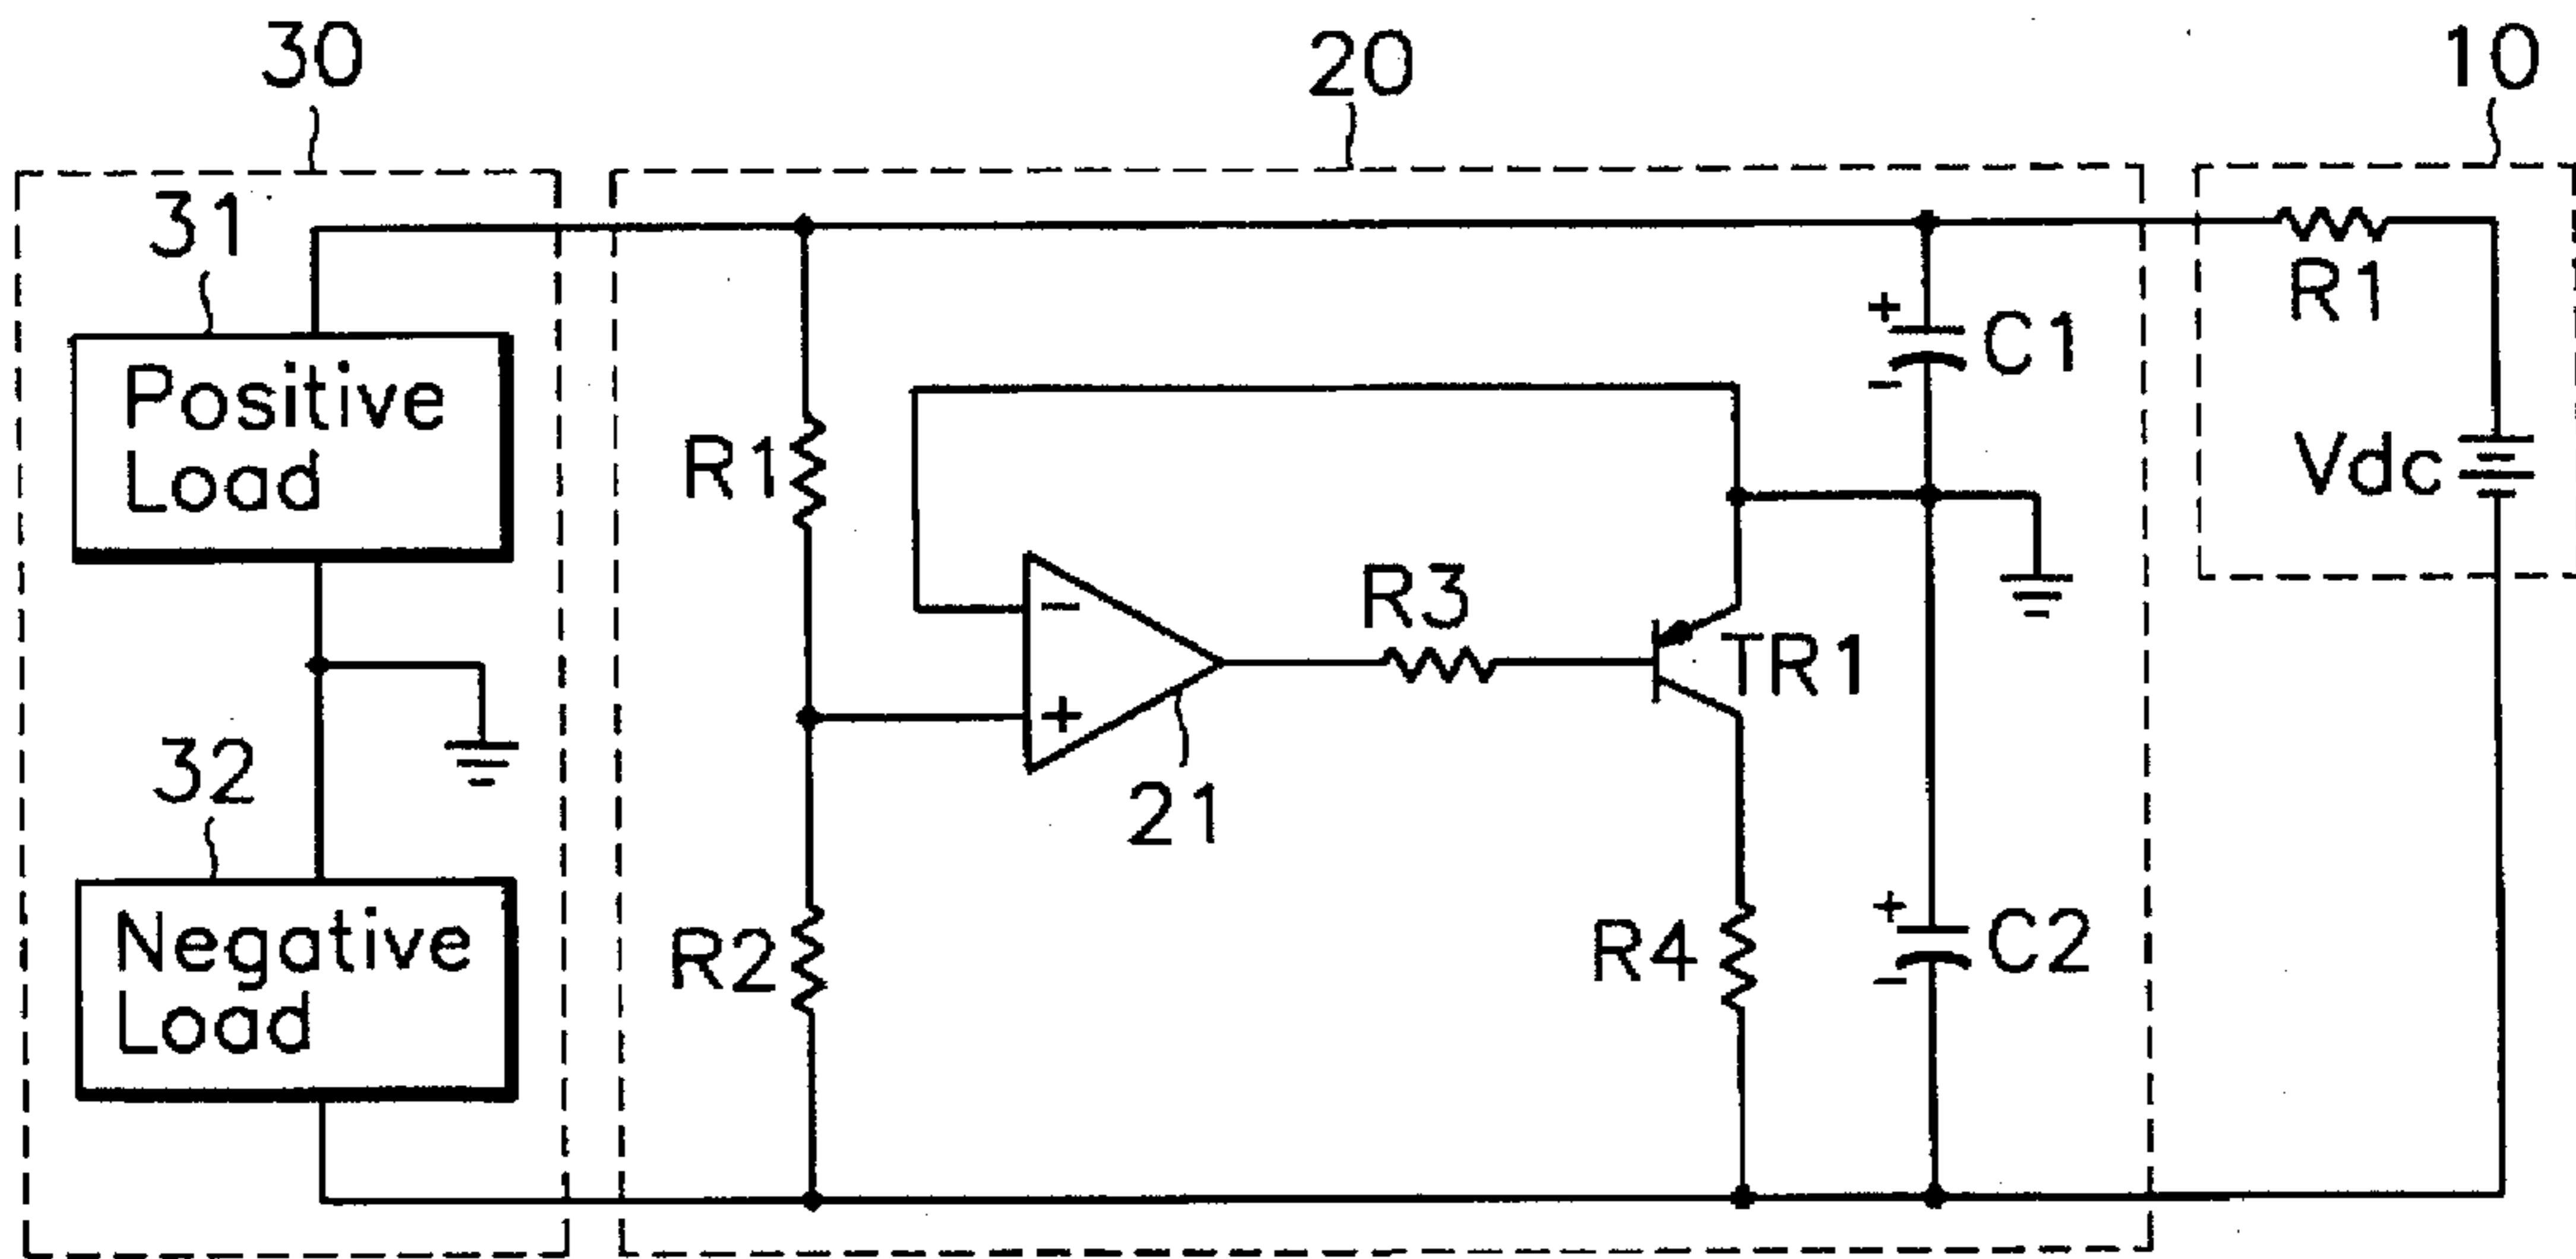 30
20
10
31
R1
+
C1
-
Positive
Load
R1
Vdc
-
R3
TR1
+
32
21
+
C2
-
Negative
Load
R2
R4